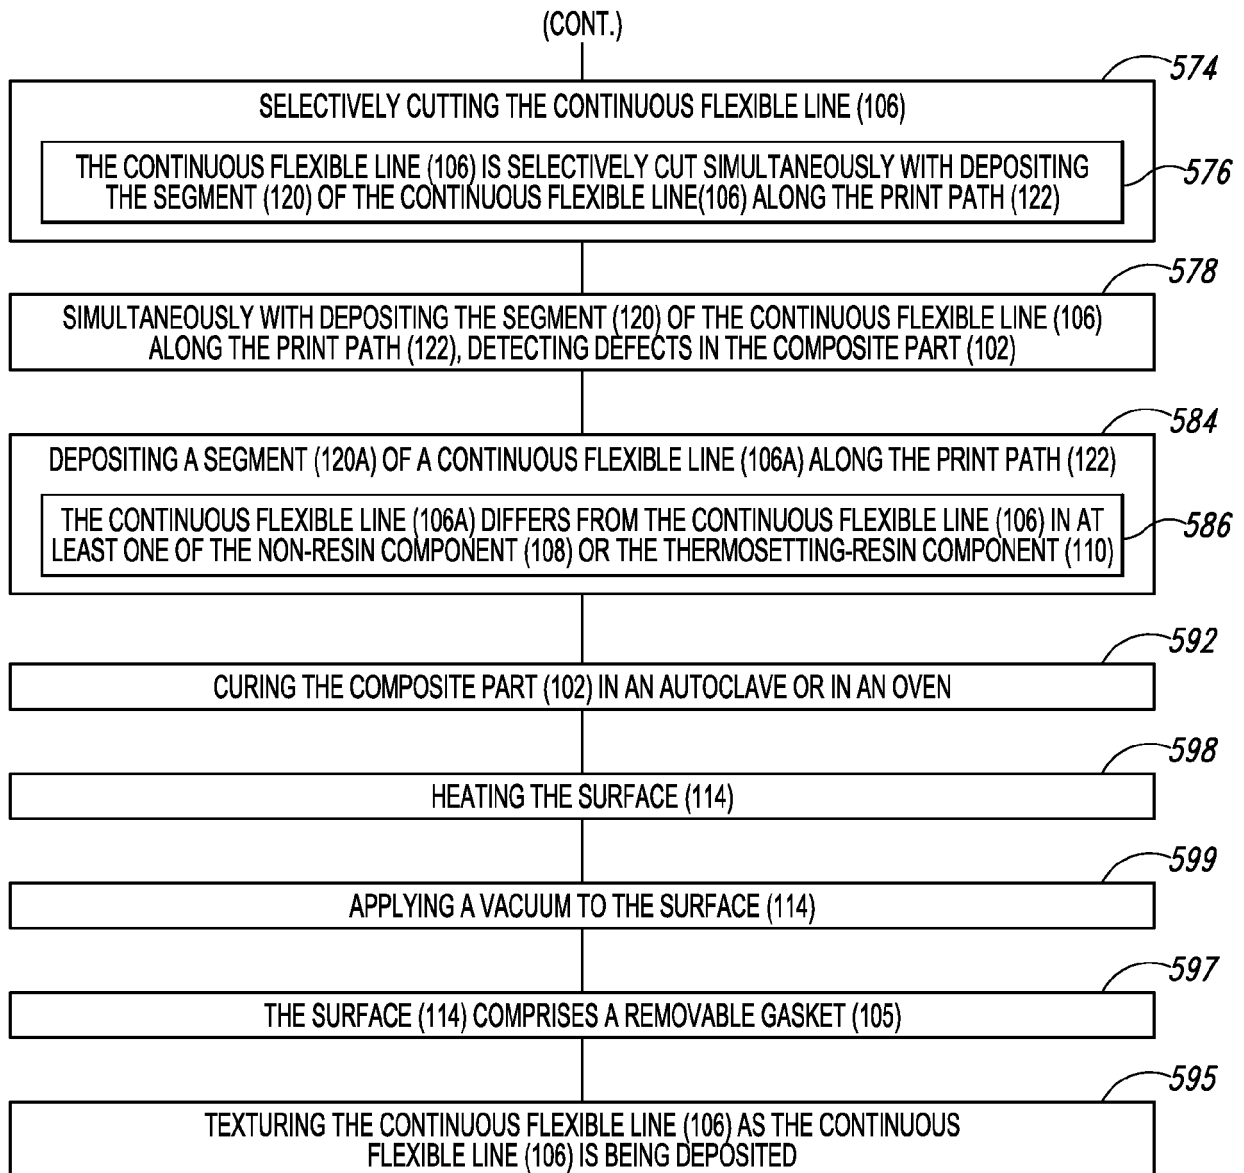 (CONT.)
574
SELECTIVELY CUTTING THE CONTINUOUS FLEXIBLE LINE (106)
THE CONTINUOUS FLEXIBLE LINE (106) IS SELECTIVELY CUT SIMULTANEOUSLY WITH DEPOSITING
THE SEGMENT (120) OF THE CONTINUOUS FLEXIBLE LINE(106) ALONG THE PRINT PATH (122)
576
578
SIMULTANEOUSLY WITH DEPOSITING THE SEGMENT (120) OF THE CONTINUOUS FLEXIBLE LINE (106)
ALONG THE PRINT PATH (122), DETECTING DEFECTS IN THE COMPOSITE PART (102)
584
DEPOSITING A SEGMENT (120A) OF A CONTINUOUS FLEXIBLE LINE (106A) ALONG THE PRINT PATH (122)
THE CONTINUOUS FLEXIBLE LINE (106A) DIFFERS FROM THE CONTINUOUS FLEXIBLE LINE (106) IN AT
LEAST ONE OF THE NON-RESIN COMPONENT (108) OR THE THERMOSETTING-RESIN COMPONENT (110)
586
592
CURING THE COMPOSITE PART (102) IN AN AUTOCLAVE OR IN AN OVEN
598
HEATING THE SURFACE (114)
599
APPLYING A VACUUM TO THE SURFACE (114)
597
THE SURFACE (114) COMPRISES A REMOVABLE GASKET (105)
595
TEXTURING THE CONTINUOUS FLEXIBLE LINE (106) AS THE CONTINUOUS
FLEXIBLE LINE (106) IS BEING DEPOSITED